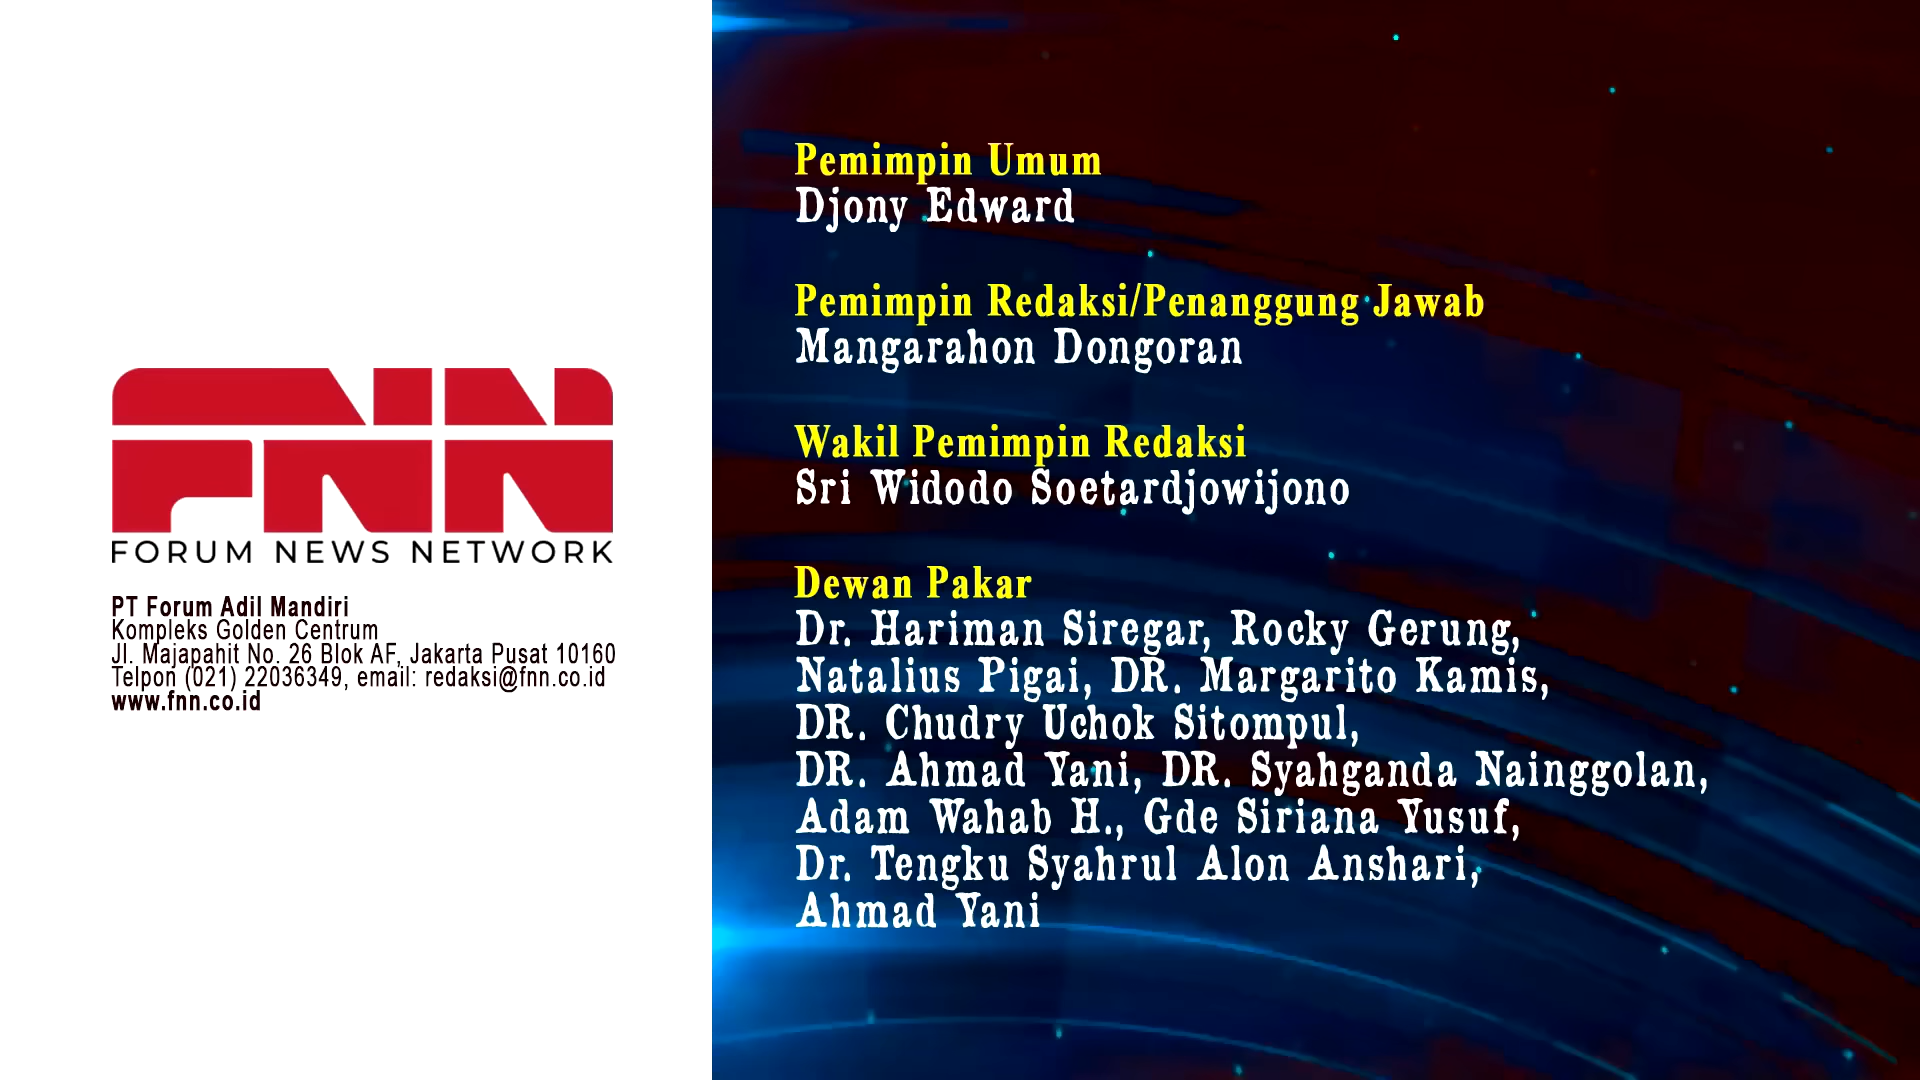 FNN
FORUM NEWS NETWORK
PT Forum Adil Mandiri
Kompleks Golden Centrum
Jl. Majapahit No. 26 Blok AF, Jakarta Pusat 10160
Telpon (021) 22036349, email: redaksi@fnn.co.id
www.fnn.co.id
Pemimpin Umum
Djony Edward
Pemimpin Redaksi/Penanggung Jawab
Mangarahon Dongoran
Wakil Pemimpin Redaksi
Sri Widodo Soetardjowijono
Dewan Pakar
Dr. Hariman Siregar, Rocky Gerung,
Natalius Pigai, DR. Margarito Kamis,
DR. Chudry Uchok Sitompul,
DR. Ahmad Yani, DR. Syahganda Nainggolan,
Adam Wahab H., Gde Siriana Yusuf,
Dr. Tengku Syahrul Alon Anshari,
Ahmad Yani